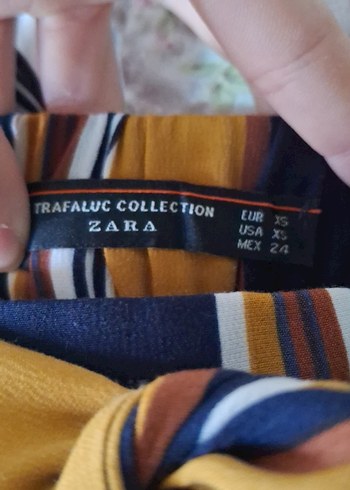 TRAFALUC COLLECTION
ZARA
EUR XS
USA XS
MEX 24